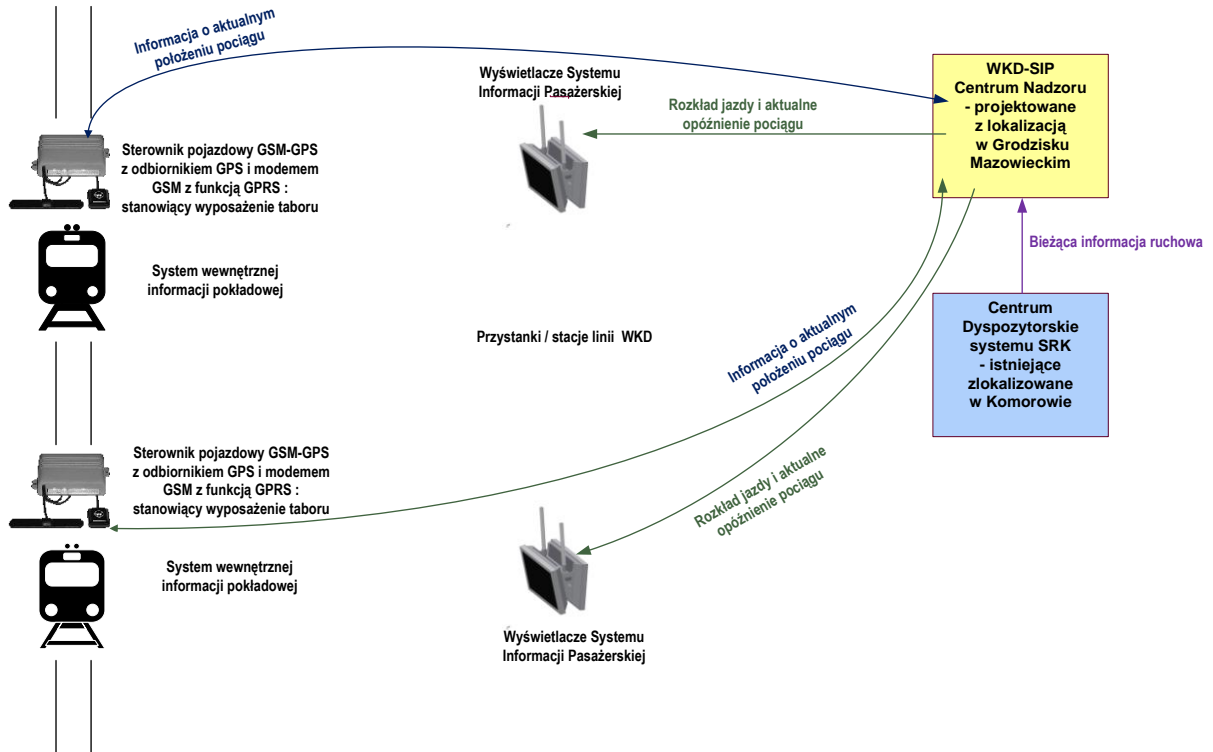 Informacja o aktualnym
położeniu pociągu
Wyświetlacze Systemu
Informacji Pasażerskiej
Rozkład jazdy i aktualne
opóźnienie pociągu
WKD-SIP
Centrum Nadzoru
- projektowane
z lokalizacją
w Grodzisku
Mazowieckim
Sterownik pojazdowy GSM-GPS
z odbiornikiem GPS i modemem
GSM z funkcją GPRS :
stanowiący wyposażenie taboru
System wewnętrznej
informacji pokładowej
Bieżąca informacja ruchowa
Przystanki / stacje linii WKD
Centrum
Dyspozytorskie
systemu SRK
- istniejące
zlokalizowane
w Komorowie
Informacja o aktualnym
położeniu pociągu
Sterownik pojazdowy GSM-GPS
z odbiornikiem GPS i modemem
GSM z funkcją GPRS :
stanowiący wyposażenie taboru
Rozkład jazdy i aktualne
opóźnienie pociągu
System wewnętrznej
informacji pokładowej
Wyświetlacze Systemu
Informacji Pasażerskiej